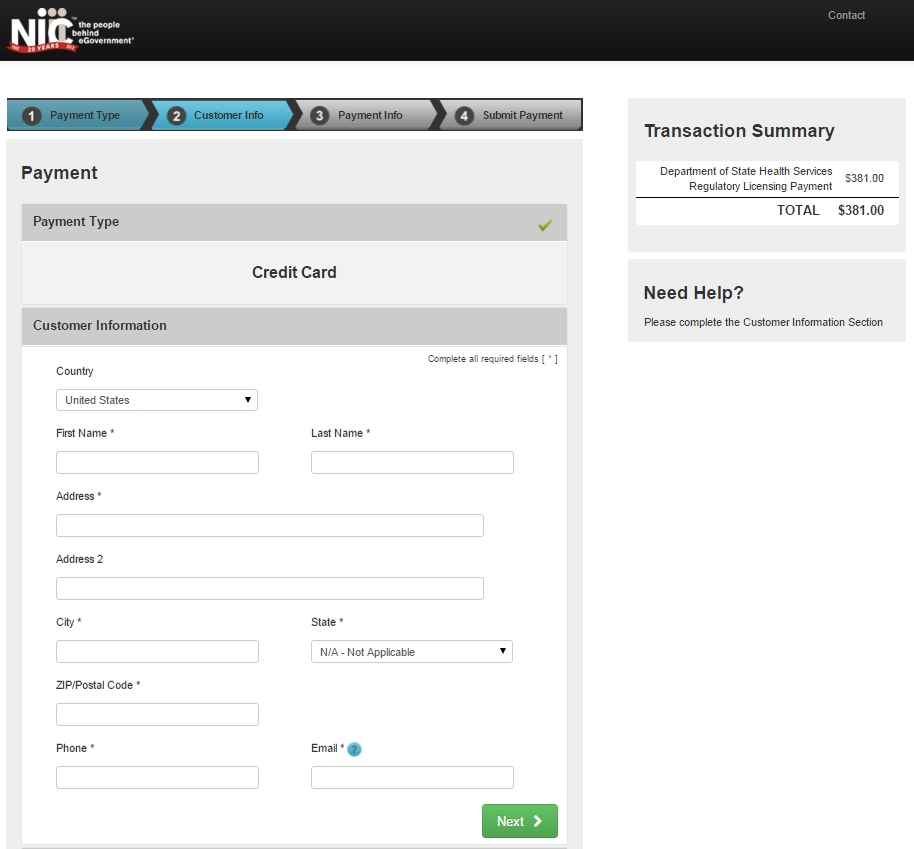 NIC™
the people
behind
eGovernment®
20 YEARS
Contact
1 Payment Type
2 Customer Info
3 Payment Info
4 Submit Payment
Payment
Payment Type
Credit Card
Customer Information
Complete all required fields [ * ]
Country
United States
First Name * Last Name *
Address *
Address 2
City * State *
N/A - Not Applicable
ZIP/Postal Code *
Phone * Email * ?
Next
Transaction Summary
Department of State Health Services
Regulatory Licensing Payment $381.00
TOTAL $381.00
Need Help?
Please complete the Customer Information Section